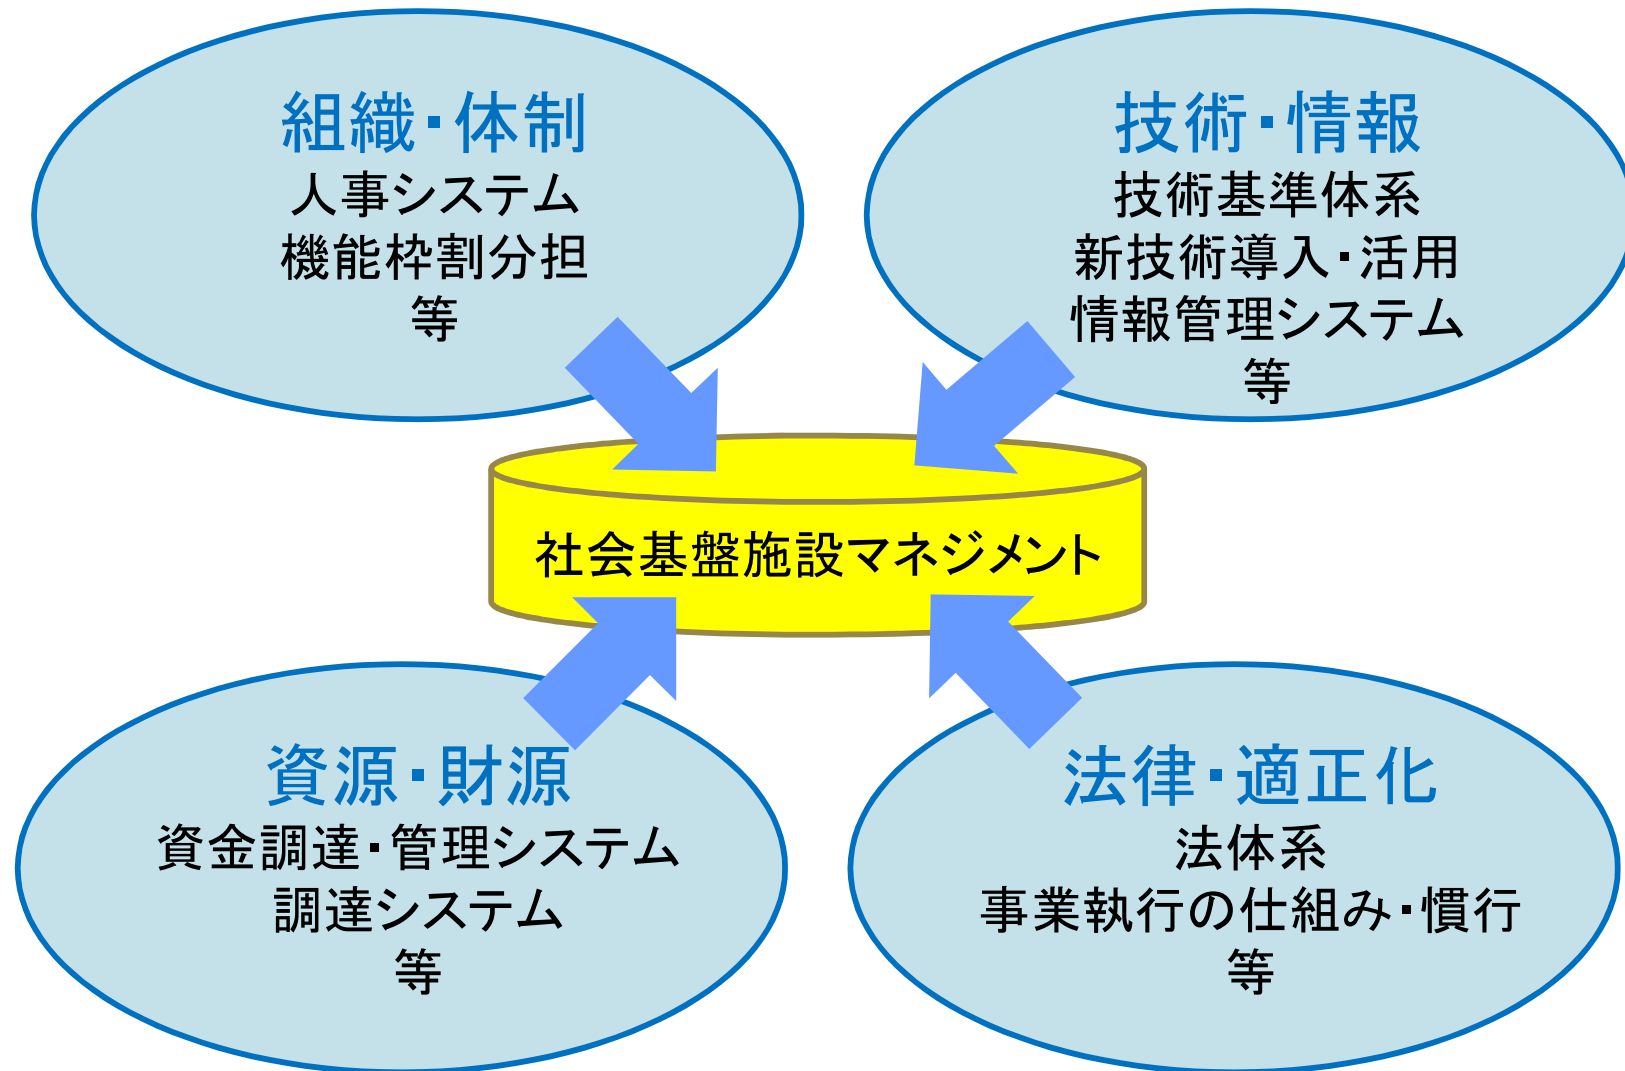 組織・体制
人事システム
機能枠割分担
等
技術・情報
技術基準体系
新技術導入・活用
情報管理システム
等
社会基盤施設マネジメント
資源・財源
資金調達・管理システム
調達システム
等
法律・適正化
法体系
事業執行の仕組み・慣行
等